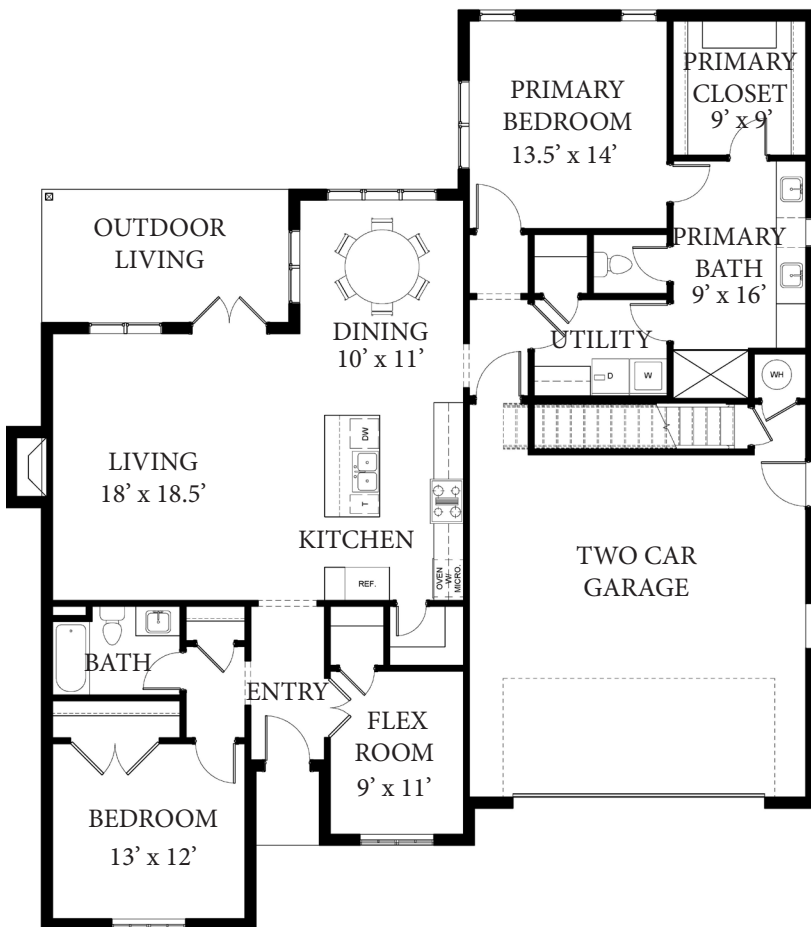 PRIMARY
CLOSET
9’ x 9’
PRIMARY
BEDROOM
13.5’ x 14’
OUTDOOR
LIVING
PRIMARY
BATH
9’ x 16’
DINING
10’ x 11’
UTILITY
D
W
WH
DW
LIVING
18’ x 18.5’
T
KITCHEN
OVEN
W/
MICRO.
REF.
TWO CAR
GARAGE
BATH
ENTRY
FLEX
ROOM
9’ x 11’
BEDROOM
13’ x 12’